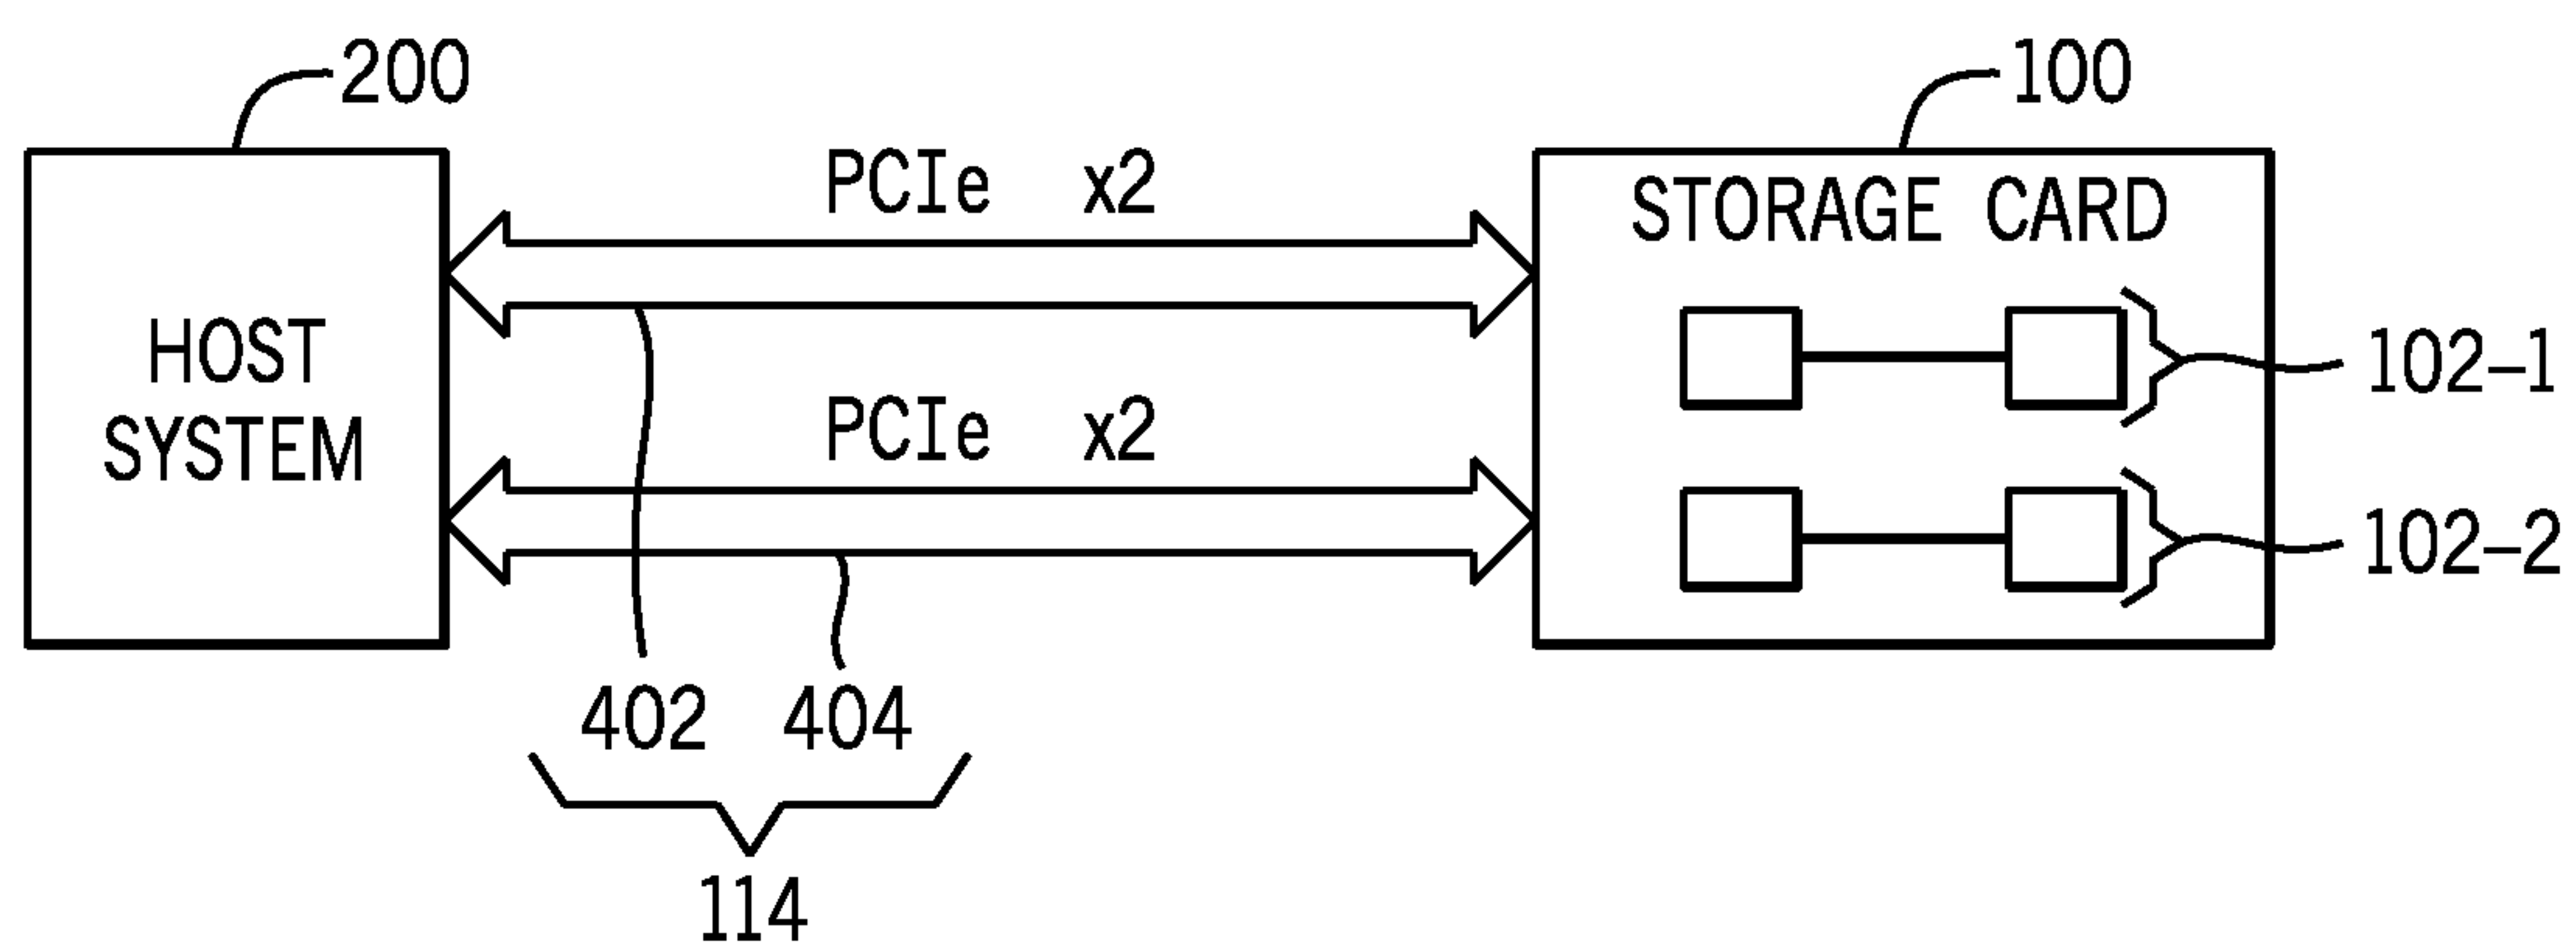 200
100
PCIe x2
STORAGE CARD
HOST
SYSTEM
102-1
PCIe x2
102-2
402
404
114